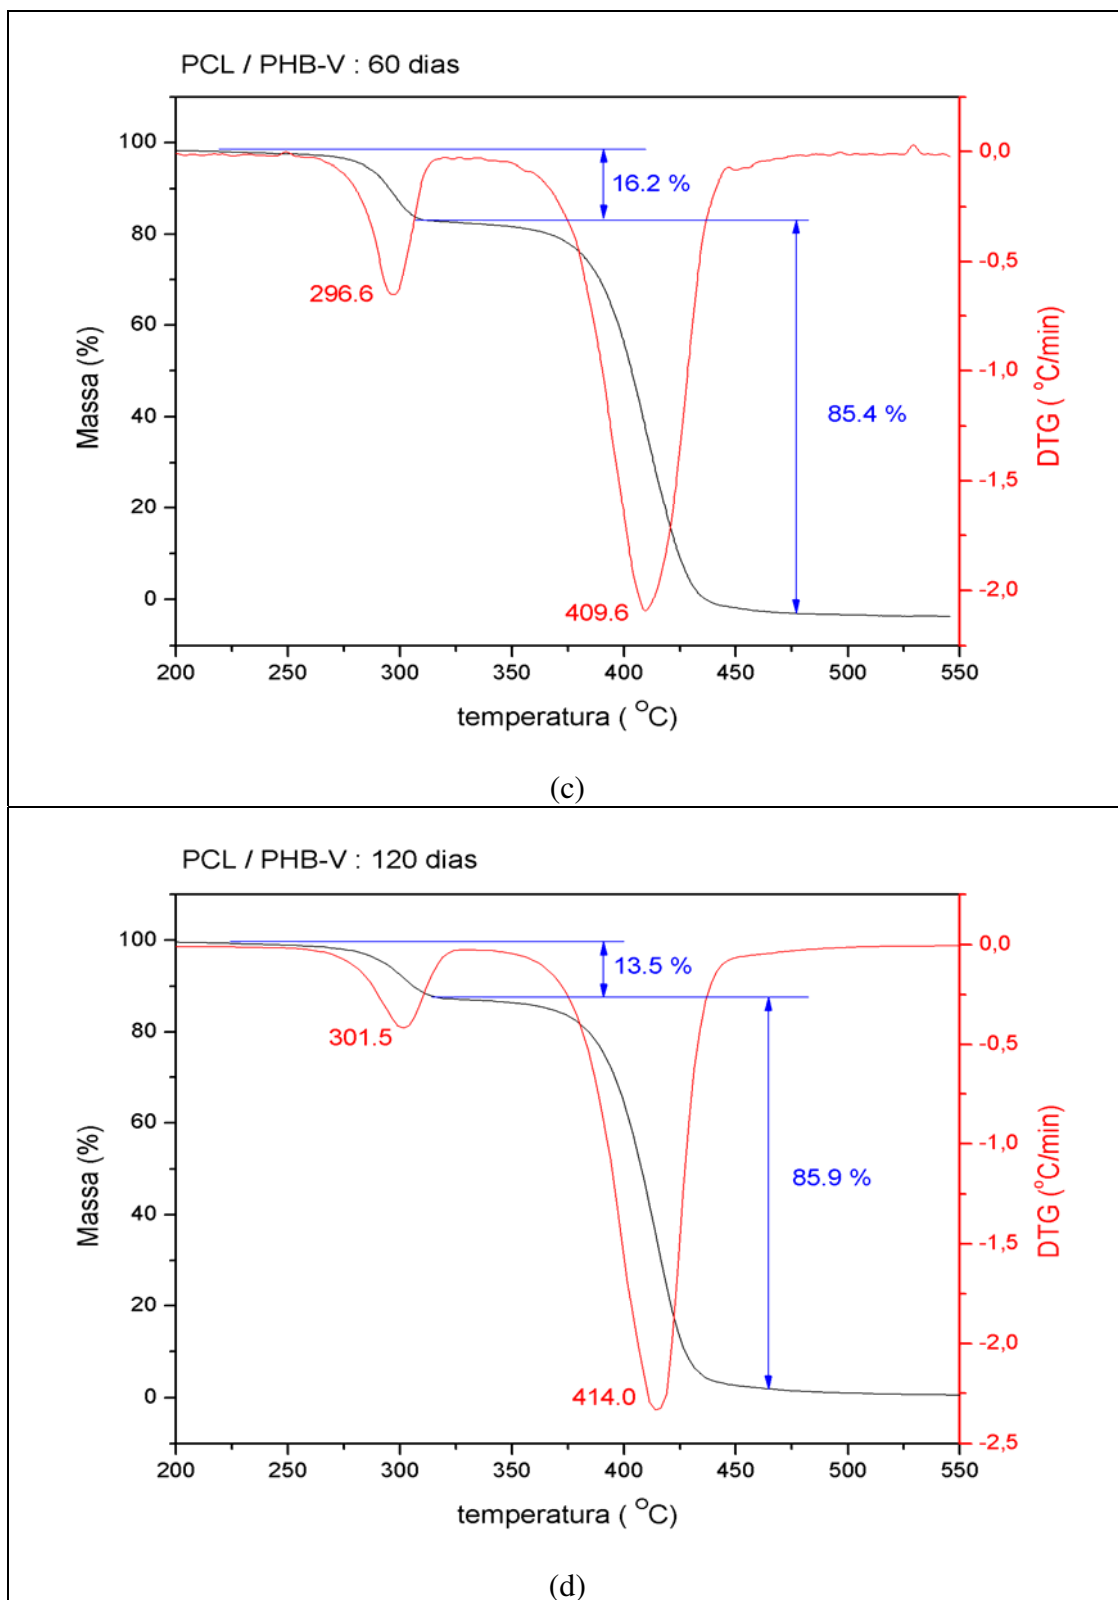 PCL / PHB-V : 60 dias
100
80
60
40
20
0
Massa (%)
16.2 %
296.6
85.4 %
409.6
0,0
-0,5
-1,0
-1,5
-2,0
DTG ( °C/min)
200 250 300 350 400 450 500 550
temperatura ( °C)
(c)
PCL / PHB-V : 120 dias
100
80
60
40
20
0
Massa (%)
13.5 %
301.5
85.9 %
414.0
0,0
-0,5
-1,0
-1,5
-2,0
-2,5
DTG (°C/min)
200 250 300 350 400 450 500 550
temperatura ( °C)
(d)